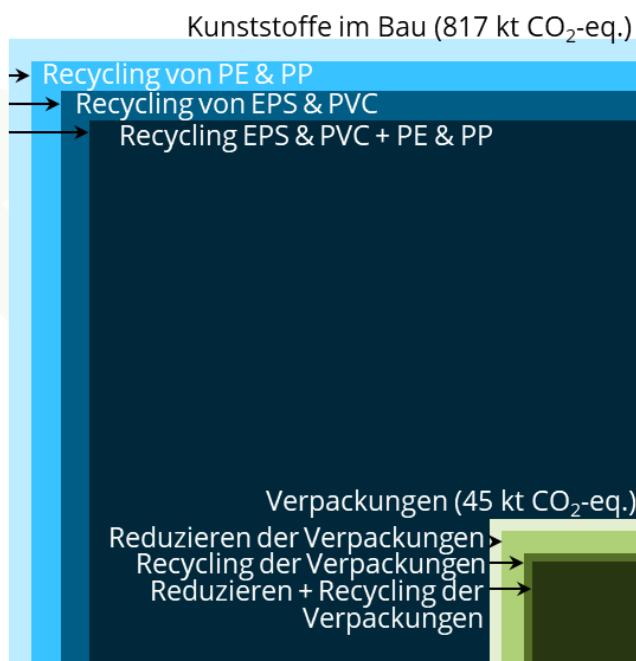 Kunststoffe im Bau (817 kt CO₂-eq.)
Recycling von PE & PP
Recycling von EPS & PVC
Recycling EPS & PVC + PE & PP
Verpackungen (45 kt CO₂-eq.)
Reduzieren der Verpackungen
Recycling der Verpackungen
Reduzieren + Recycling der
Verpackungen